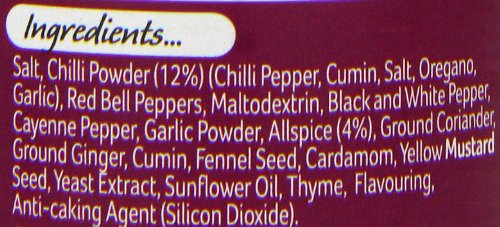 Ingredients...
Salt, Chilli Powder (12%) (Chilli Pepper, Cumin, Salt, Oregano,
Garlic), Red Bell Peppers, Maltodextrin, Black and White Pepper,
Cayenne Pepper, Garlic Powder, Allspice (4%), Ground Coriander,
Ground Ginger, Cumin, Fennel Seed, Cardamom, Yellow Mustard
Seed, Yeast Extract, Sunflower Oil, Thyme, Flavouring,
Anti-caking Agent (Silicon Dioxide).